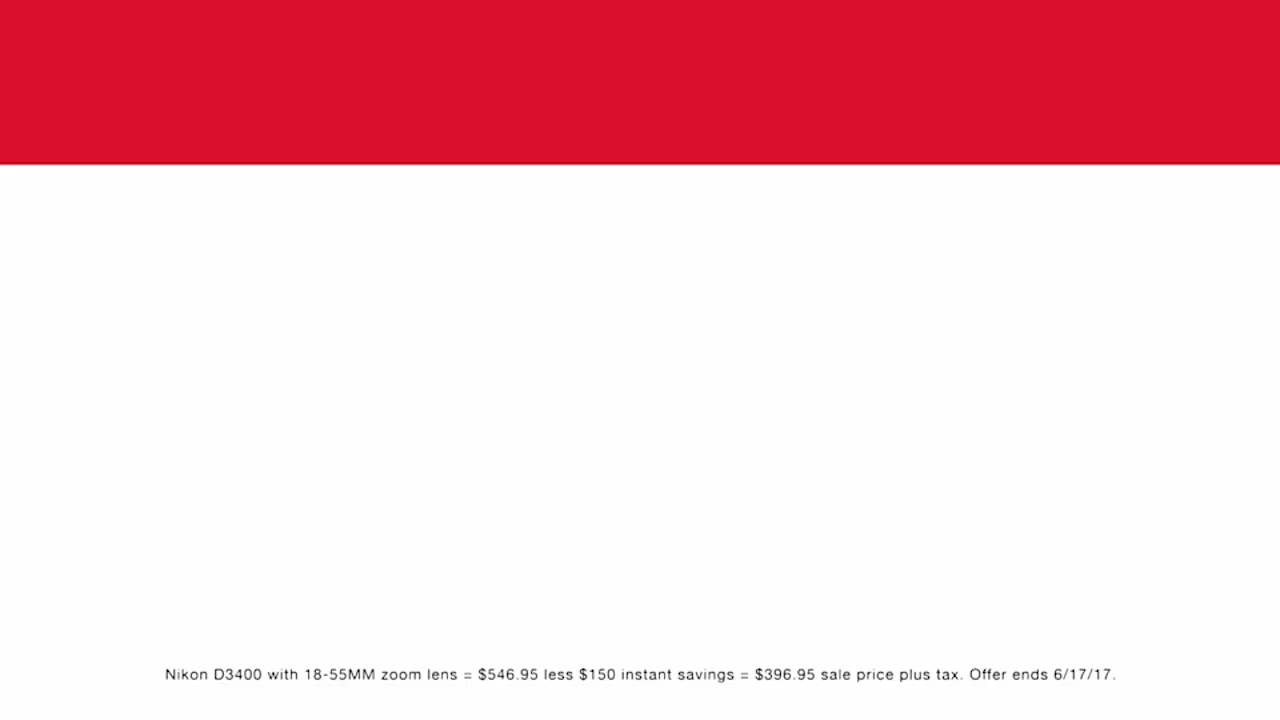 Nikon D3400 with 18-55MM zoom lens = $546.95 less $150 instant savings = $396.95 sale price plus tax. Offer ends 6/17/17.